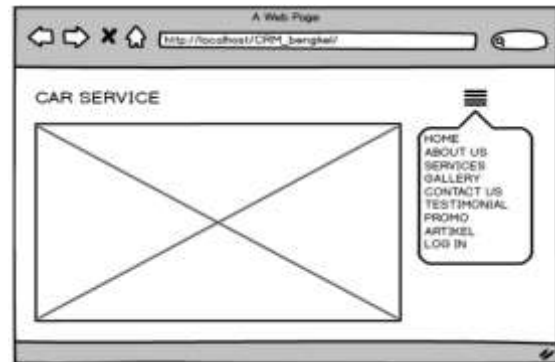 A Web Page
http://localhost/CRM_bengkel/
CAR SERVICE
HOME
ABOUT US
SERVICES
GALLERY
CONTACT US
TESTIMONIAL
PROMO
ARTIKEL
LOG IN